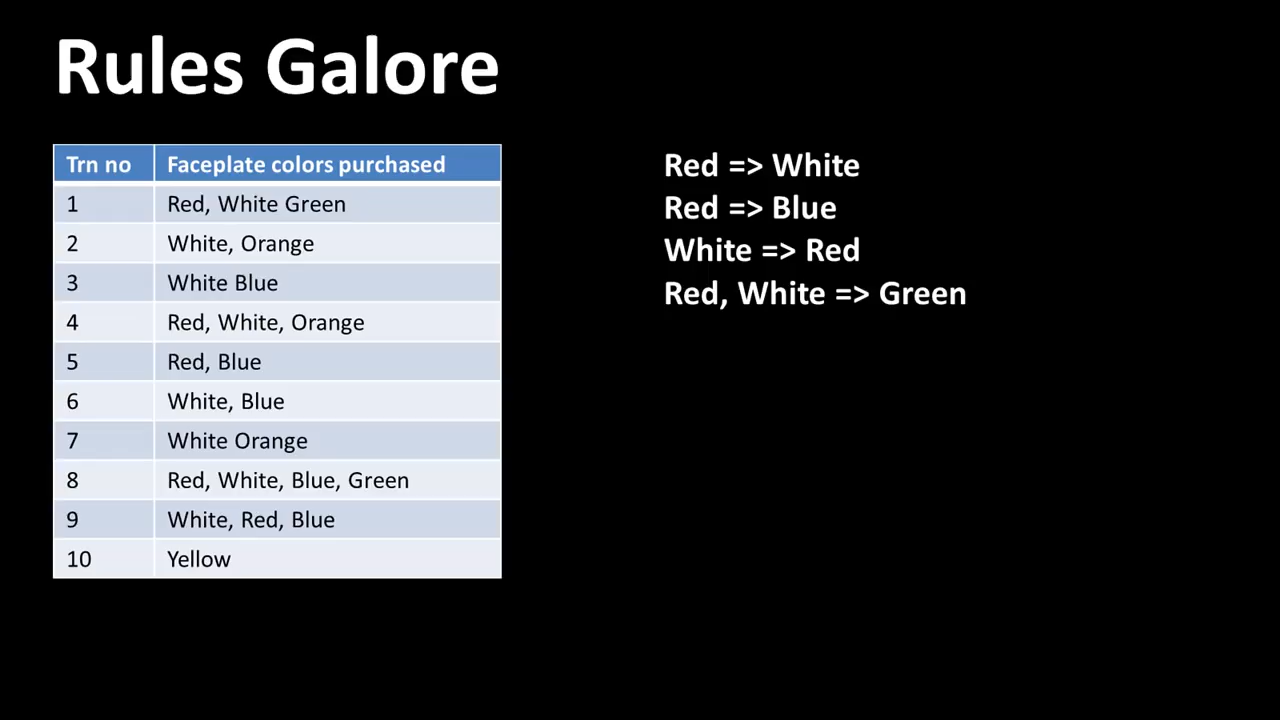 Rules Galore
Trn no Faceplate colors purchased
1 Red, White Green
2 White, Orange
3 White Blue
4 Red, White, Orange
5 Red, Blue
6 White, Blue
7 White Orange
8 Red, White, Blue, Green
9 White, Red, Blue
10 Yellow
Red => White
Red => Blue
White => Red
Red, White => Green